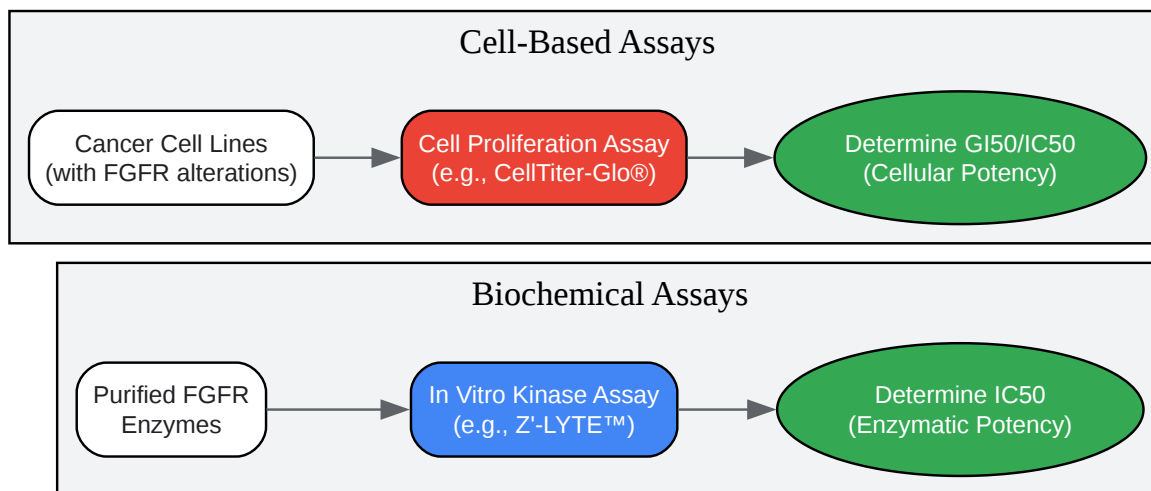 Cell-Based Assays
Cancer Cell Lines
(with FGFR alterations)
Cell Proliferation Assay
(e.g., CellTiter-Glo®)
Determine GI50/IC50
(Cellular Potency)
Biochemical Assays
Purified FGFR
Enzymes
In Vitro Kinase Assay
(e.g., Z'-LYTE™)
Determine IC50
(Enzymatic Potency)